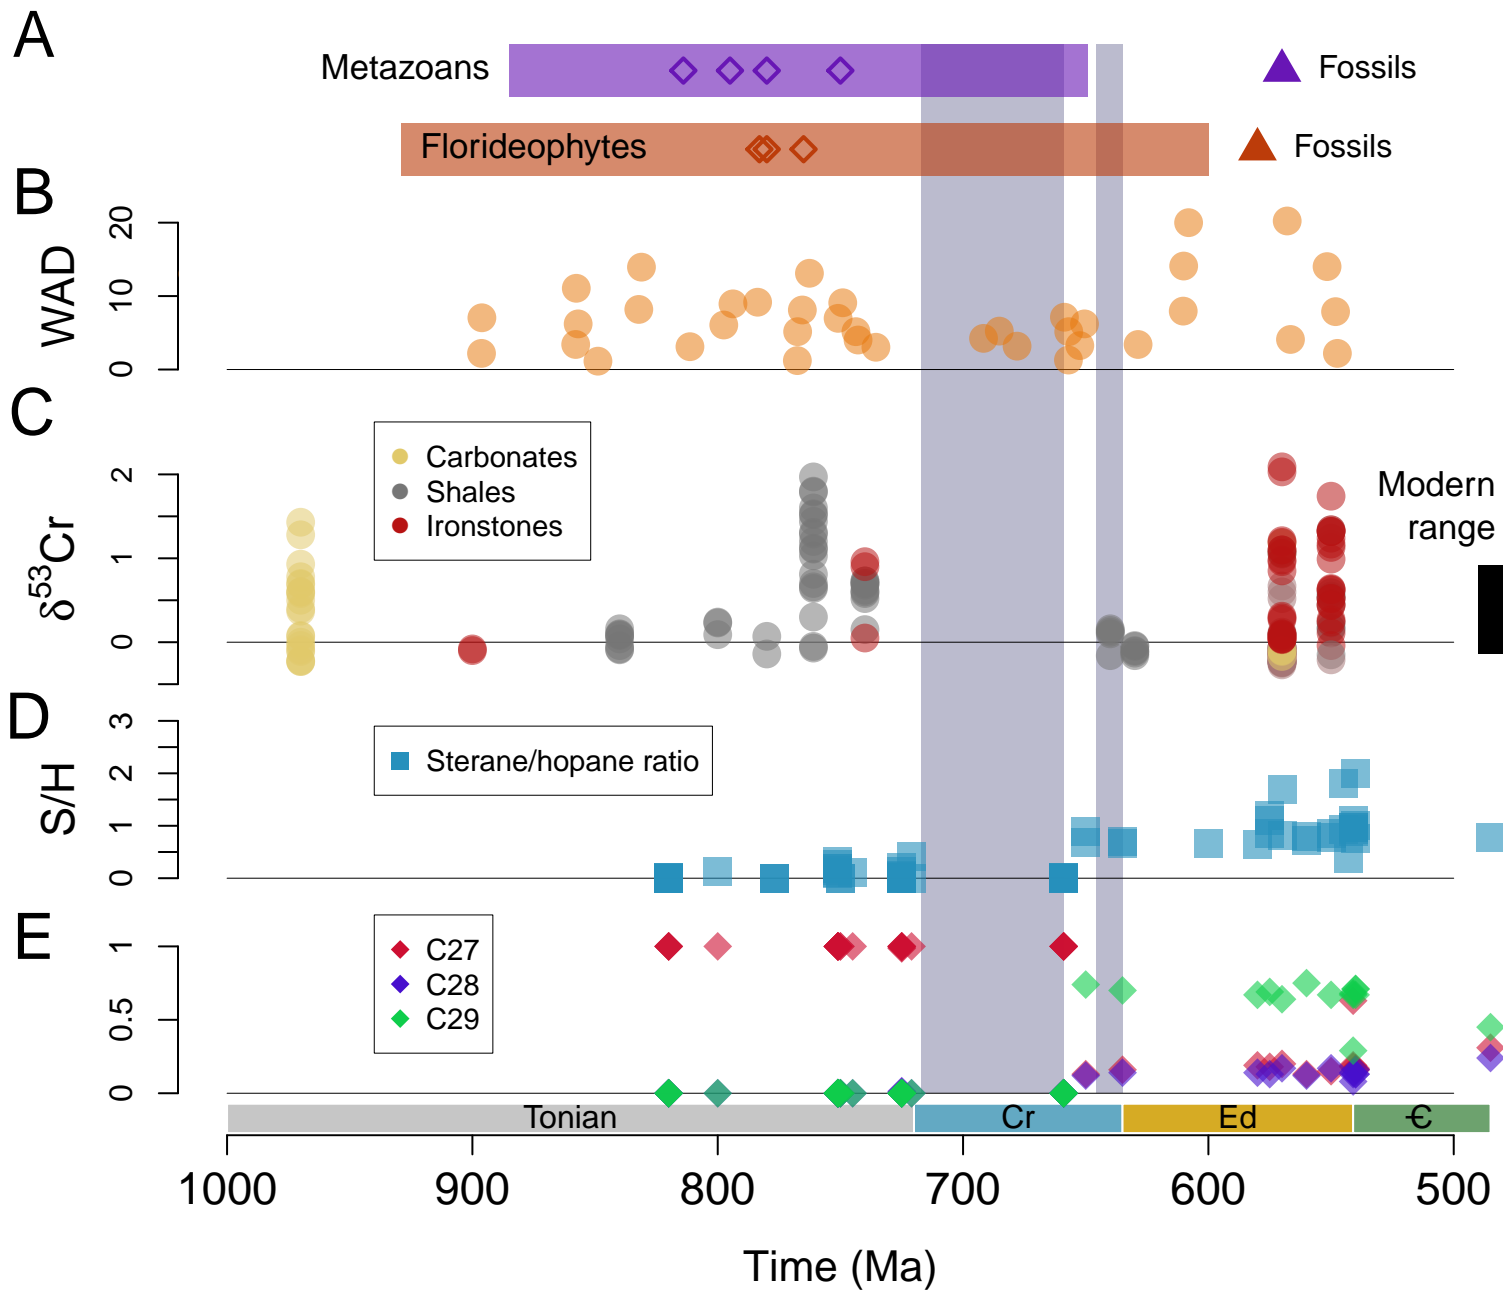 A
Metazoans
Fossils
Florideophytes
Fossils
B
WAD
20
10
0
C
δ53Cr
2
1
0
Carbonates
Shales
Ironstones
Modern
range
D
S/H
3
2
1
0
Sterane/hopane ratio
E
1
0.5
0
C27
C28
C29
Tonian
Cr
Ed
Є
1000
900
800
700
600
500
Time (Ma)